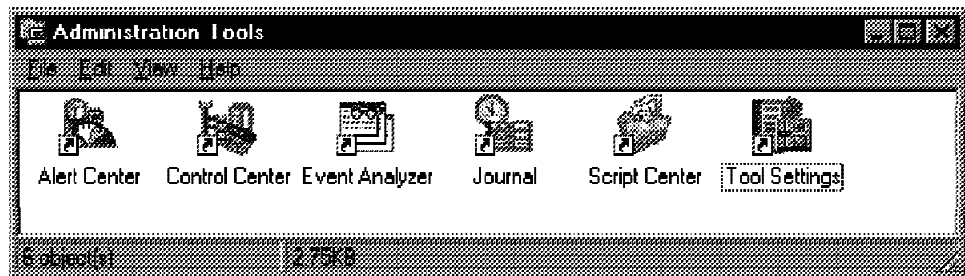 Administration Tools
File Edit View Help
Alert Center Control Center Event Analyzer Journal Script Center Tool Settings
6 object(s) 2.75KB